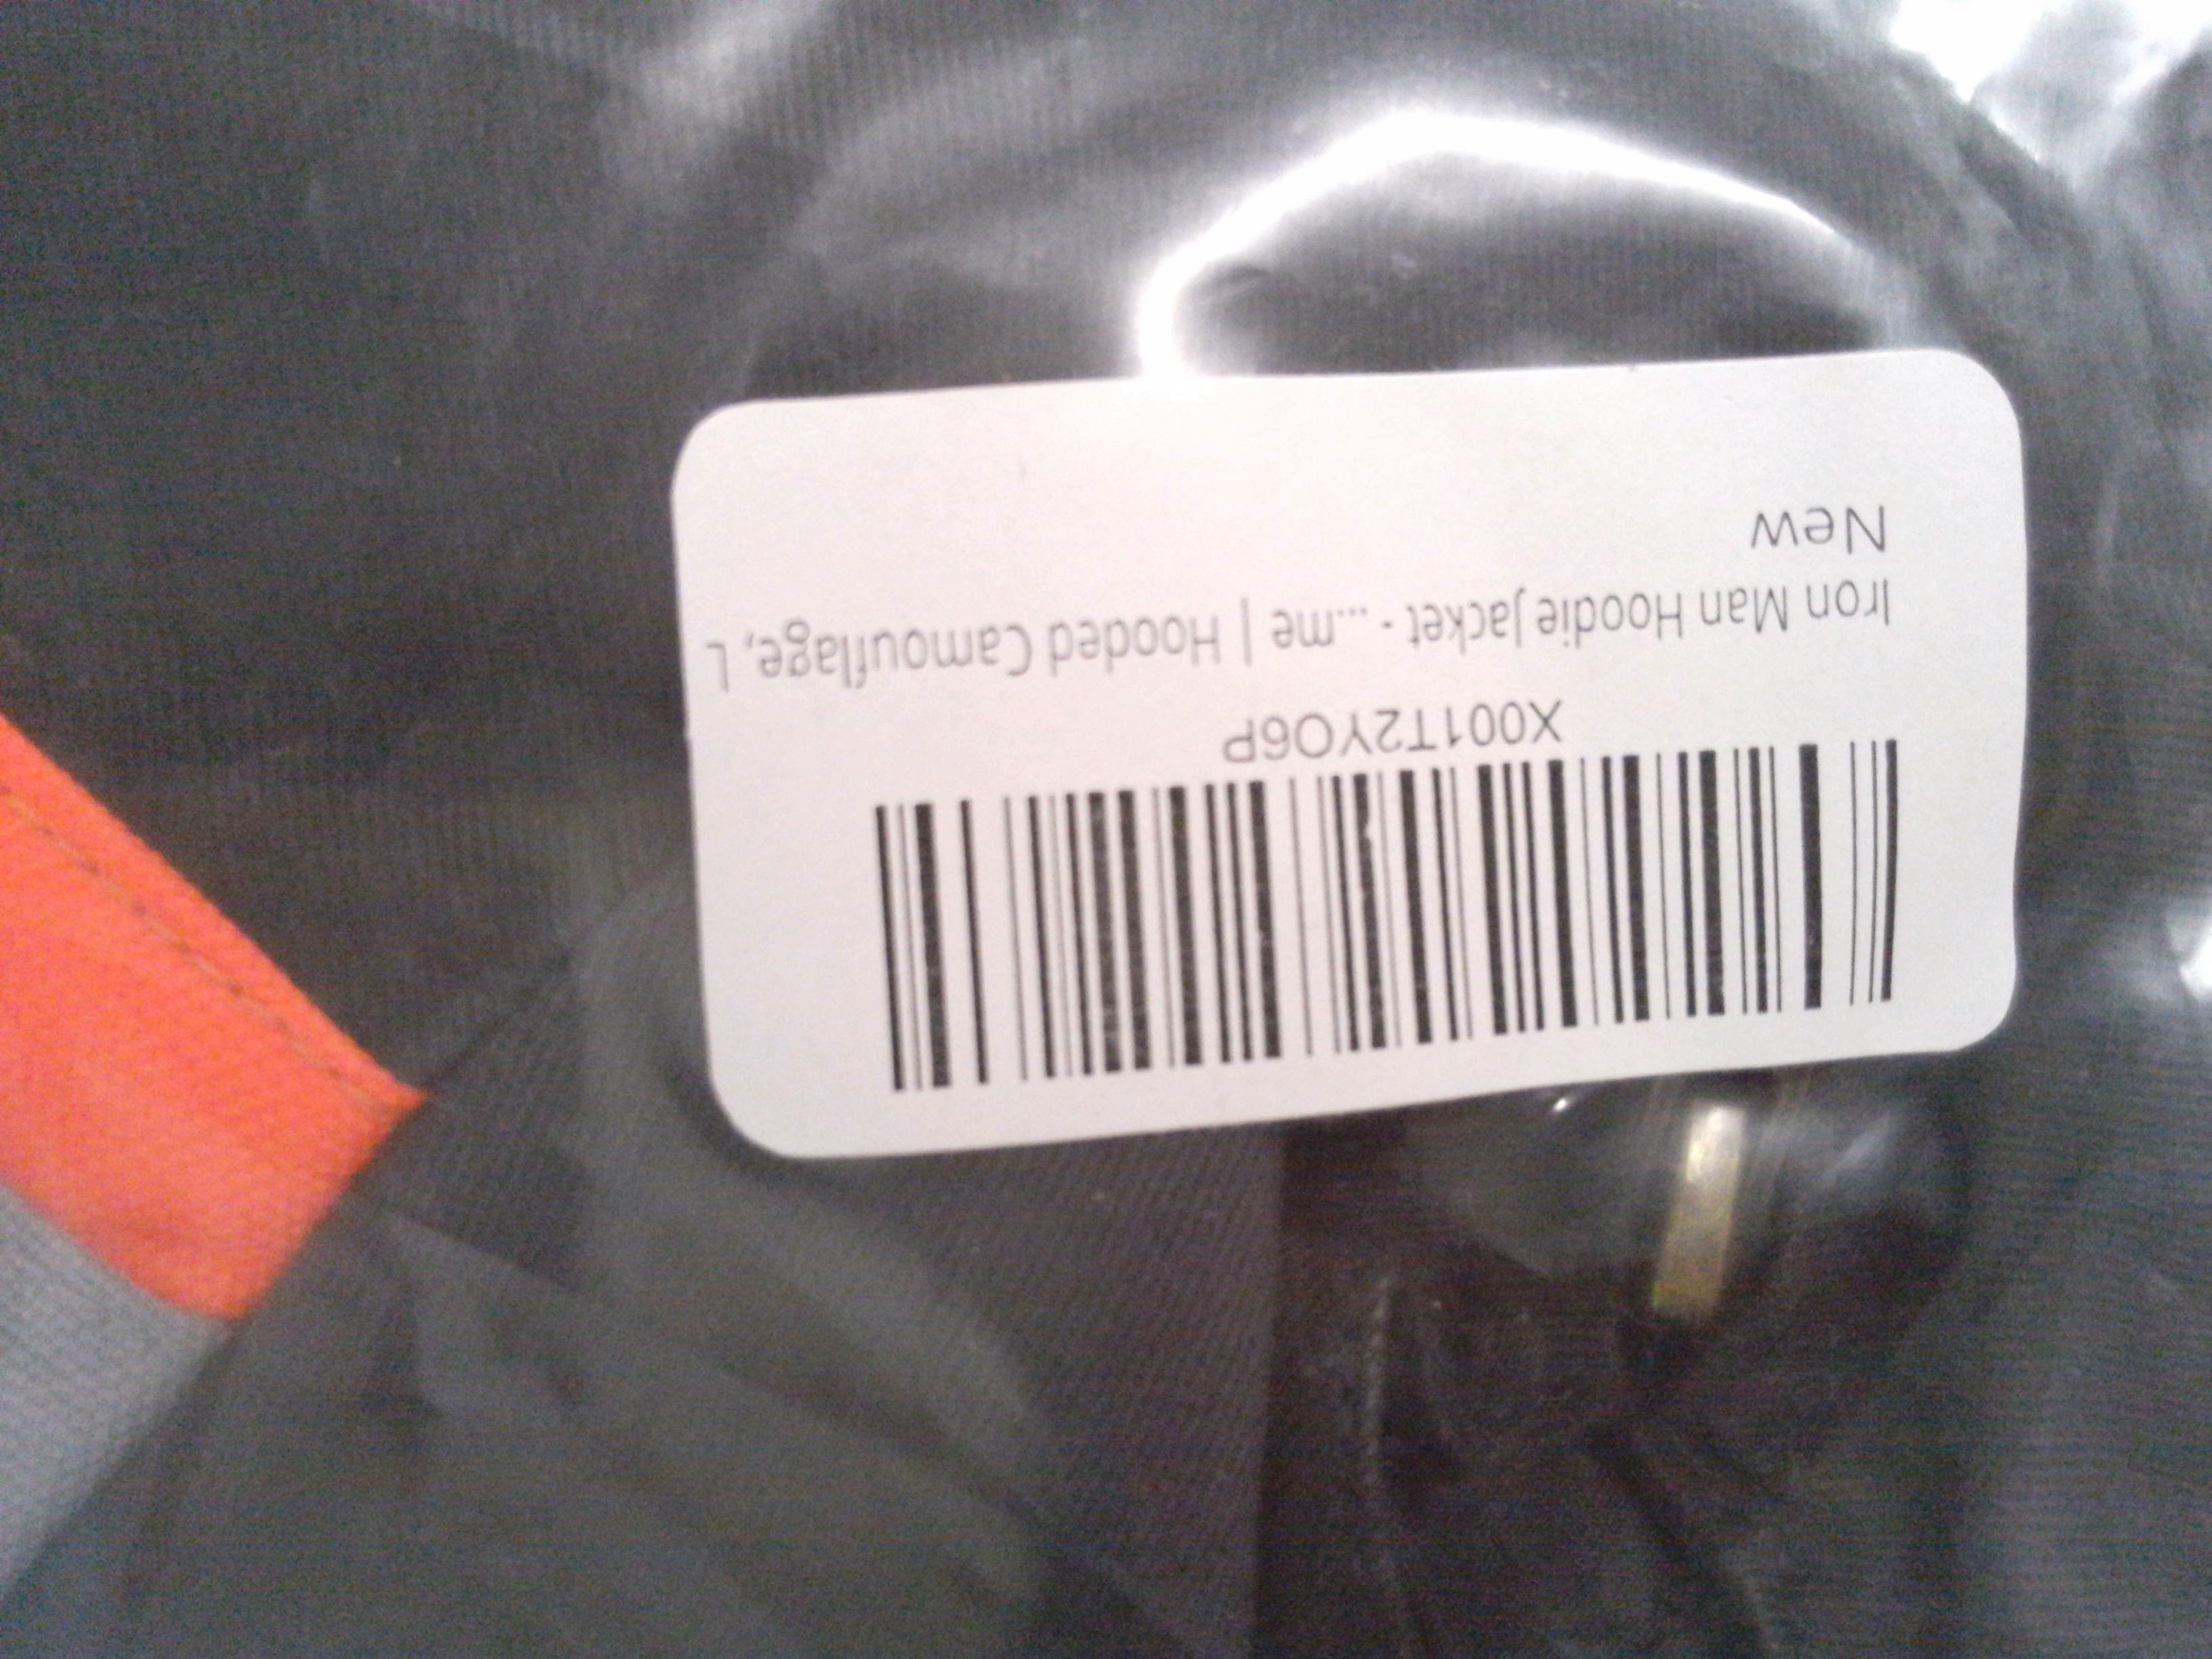 X001T2YO6P
Iron Man Hoodie Jacket - ...me | Hooded Camouflage, L
New